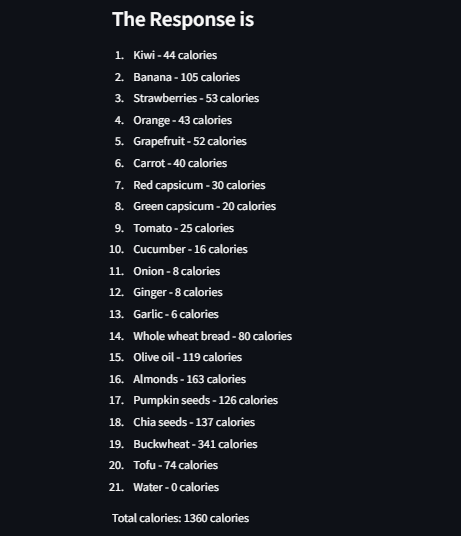 The Response is
1. Kiwi - 44 calories
2. Banana - 105 calories
3. Strawberries - 53 calories
4. Orange - 43 calories
5. Grapefruit - 52 calories
6. Carrot - 40 calories
7. Red capsicum - 30 calories
8. Green capsicum - 20 calories
9. Tomato - 25 calories
10. Cucumber - 16 calories
11. Onion - 8 calories
12. Ginger - 8 calories
13. Garlic - 6 calories
14. Whole wheat bread - 80 calories
15. Olive oil - 119 calories
16. Almonds - 163 calories
17. Pumpkin seeds - 126 calories
18. Chia seeds - 137 calories
19. Buckwheat - 341 calories
20. Tofu - 74 calories
21. Water - 0 calories
Total calories: 1360 calories